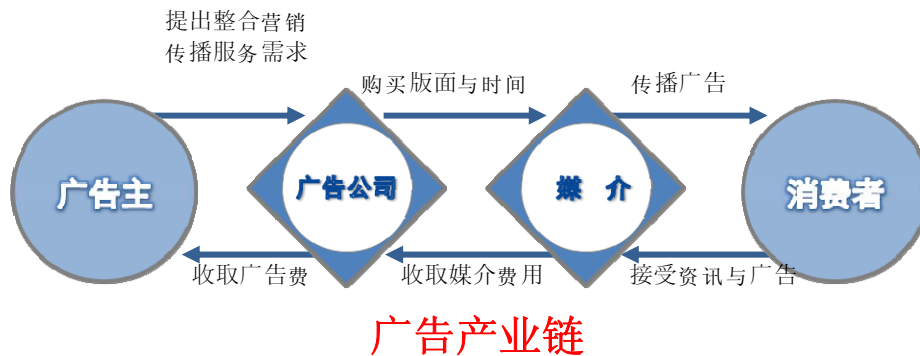 提出整合营销
传播服务需求
购买版面与时间
传播广告
广告主
广告公司
媒 介
消费者
收取广告费
收取媒介费用
接受资讯与广告
广告产业链